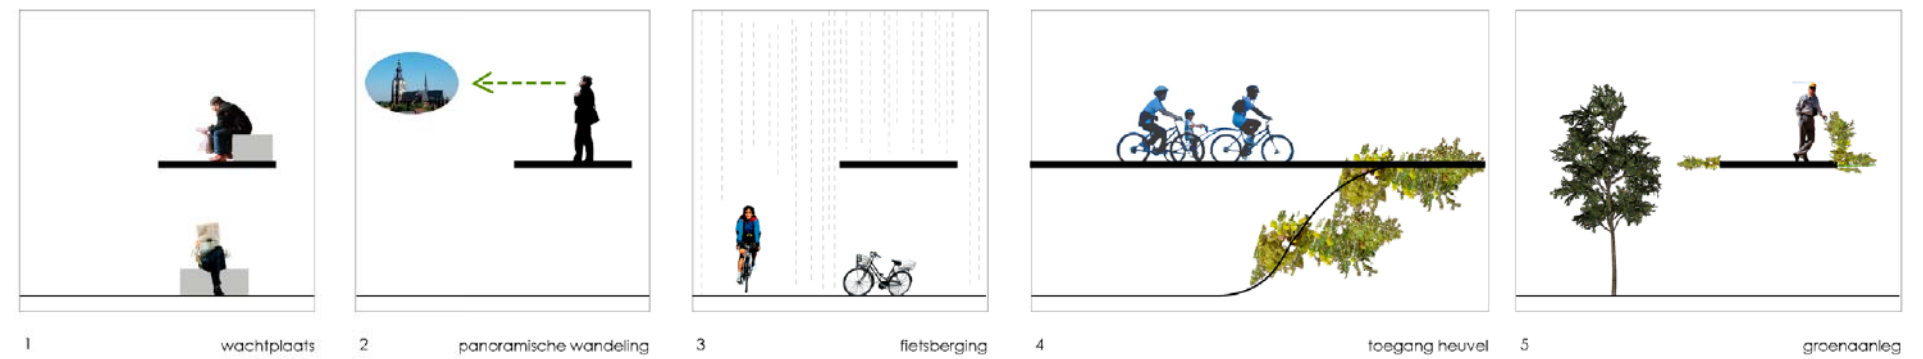 1 wachtplaats
2 panoramische wandeling
3 fietsberging
4 toegang heuvel
5 groenaanleg